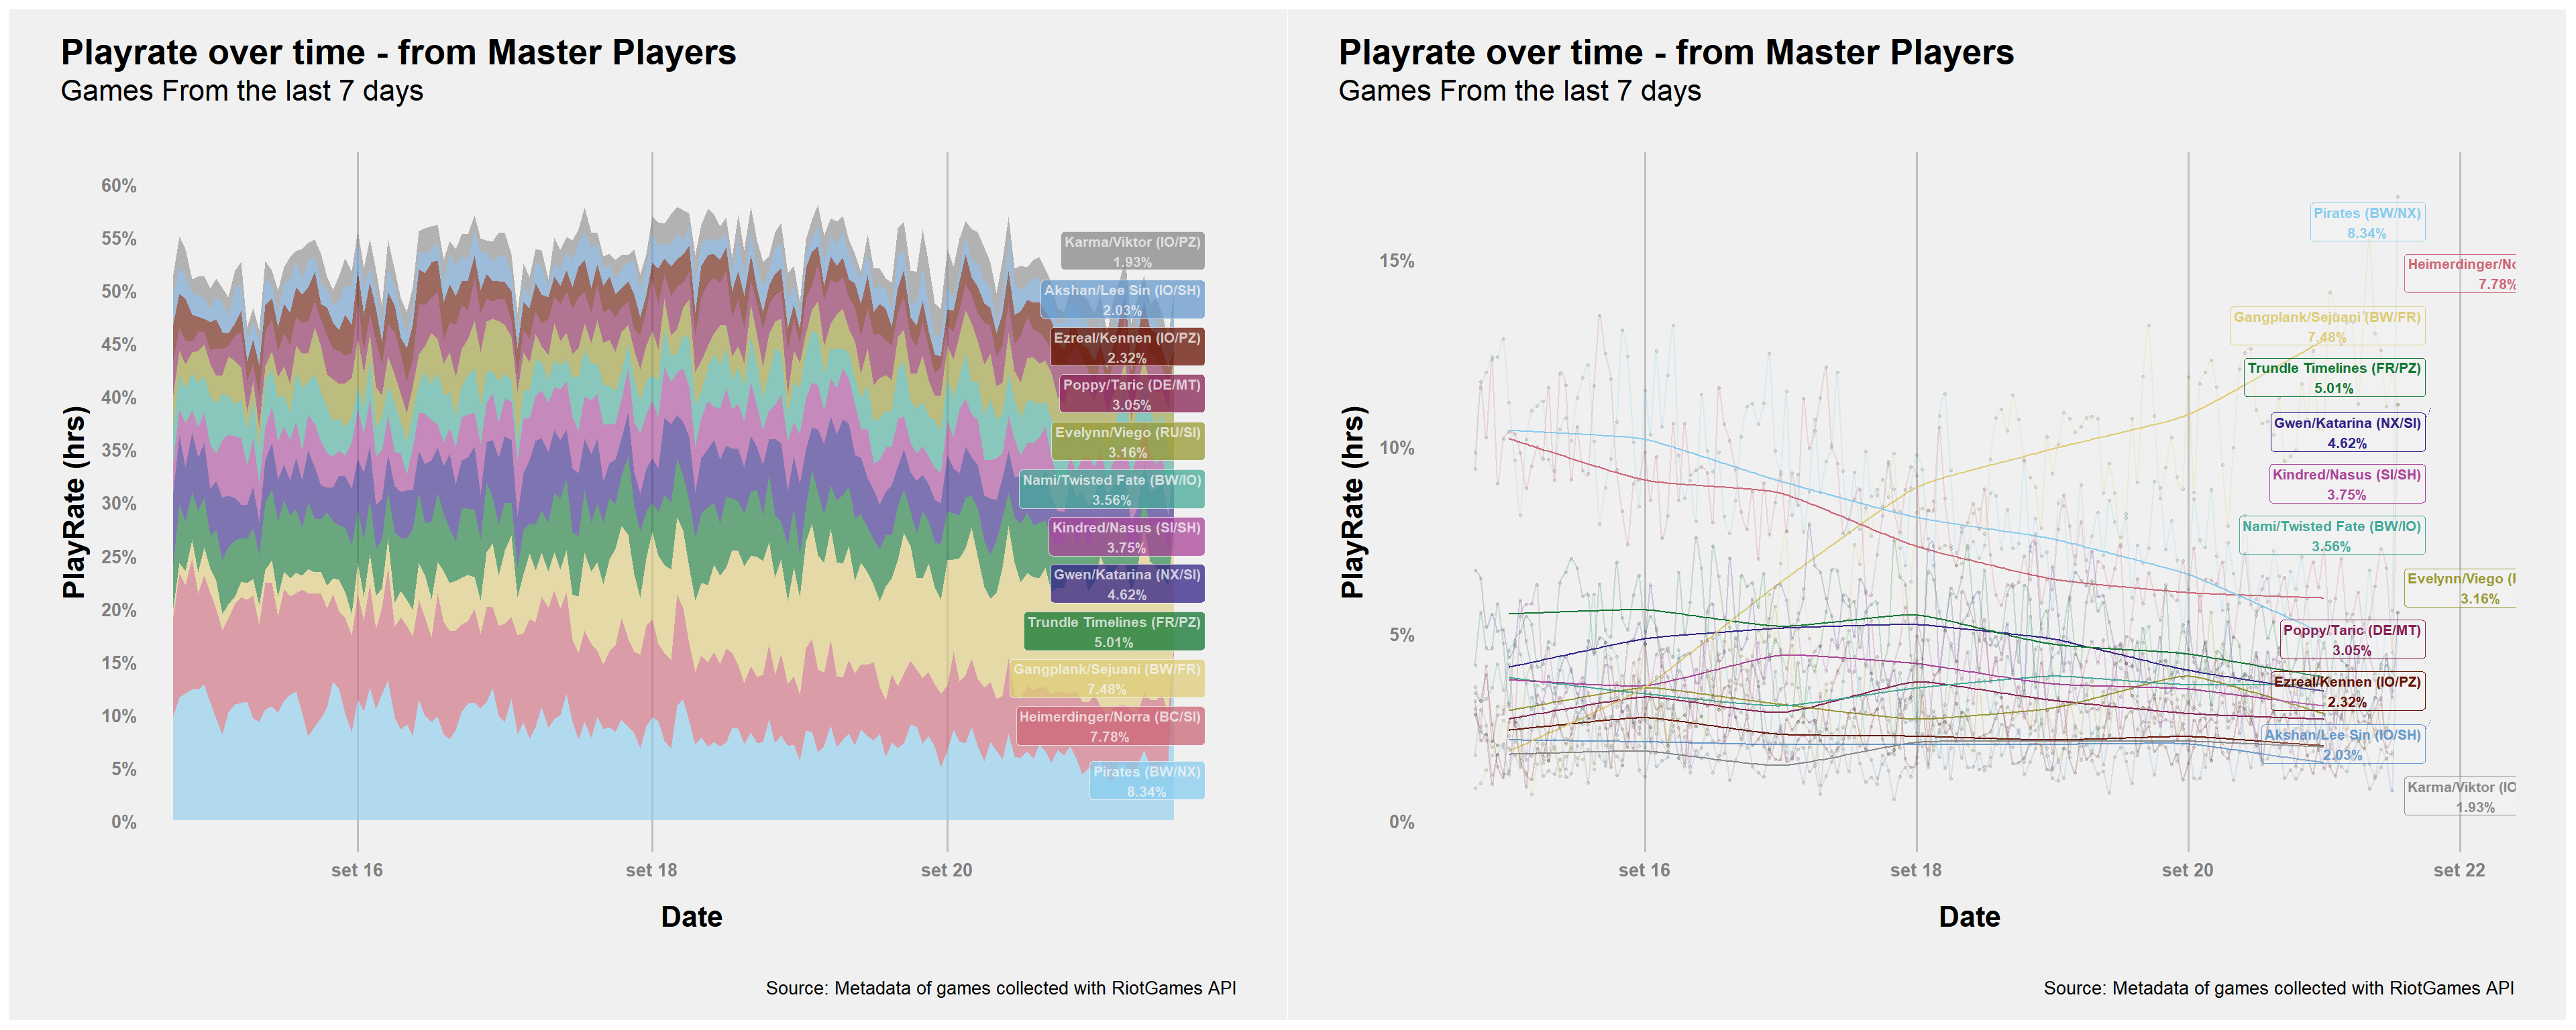 Playrate over time - from Master Players
Games From the last 7 days
PlayRate (hrs)
60%
55%
50%
45%
40%
35%
30%
25%
20%
15%
10%
5%
0%
Karma/Viktor (IO/PZ)
1.93%
Akshan/Lee Sin (IO/SH)
2.03%
Ezreal/Kennen (IO/PZ)
2.32%
Poppy/Taric (DE/MT)
3.05%
Evelynn/Viego (RU/SI)
3.16%
Nami/Twisted Fate (BW/IO)
3.56%
Kindred/Nasus (SI/SH)
3.75%
Gwen/Katarina (NX/SI)
4.62%
Trundle Timelines (FR/PZ)
5.01%
Gangplank/Sejuani (BW/FR)
7.48%
Heimerdinger/Norra (BC/SI)
7.78%
Pirates (BW/NX)
8.34%
set 16
set 18
set 20
Date
Source: Metadata of games collected with RiotGames API
Playrate over time - from Master Players
Games From the last 7 days
PlayRate (hrs)
15%
10%
5%
0%
Pirates (BW/NX)
8.34%
Heimerdinger/No
7.78%
Gangplank/Sejuani (BW/FR)
7.48%
Trundle Timelines (FR/PZ)
5.01%
Gwen/Katarina (NX/SI)
4.62%
Kindred/Nasus (SI/SH)
3.75%
Nami/Twisted Fate (BW/IO)
3.56%
Evelynn/Viego (
3.16%
Poppy/Taric (DE/MT)
3.05%
Ezreal/Kennen (IO/PZ)
2.32%
Akshan/Lee Sin (IO/SH)
2.03%
Karma/Viktor (IO
1.93%
set 16
set 18
set 20
set 22
Date
Source: Metadata of games collected with RiotGames API